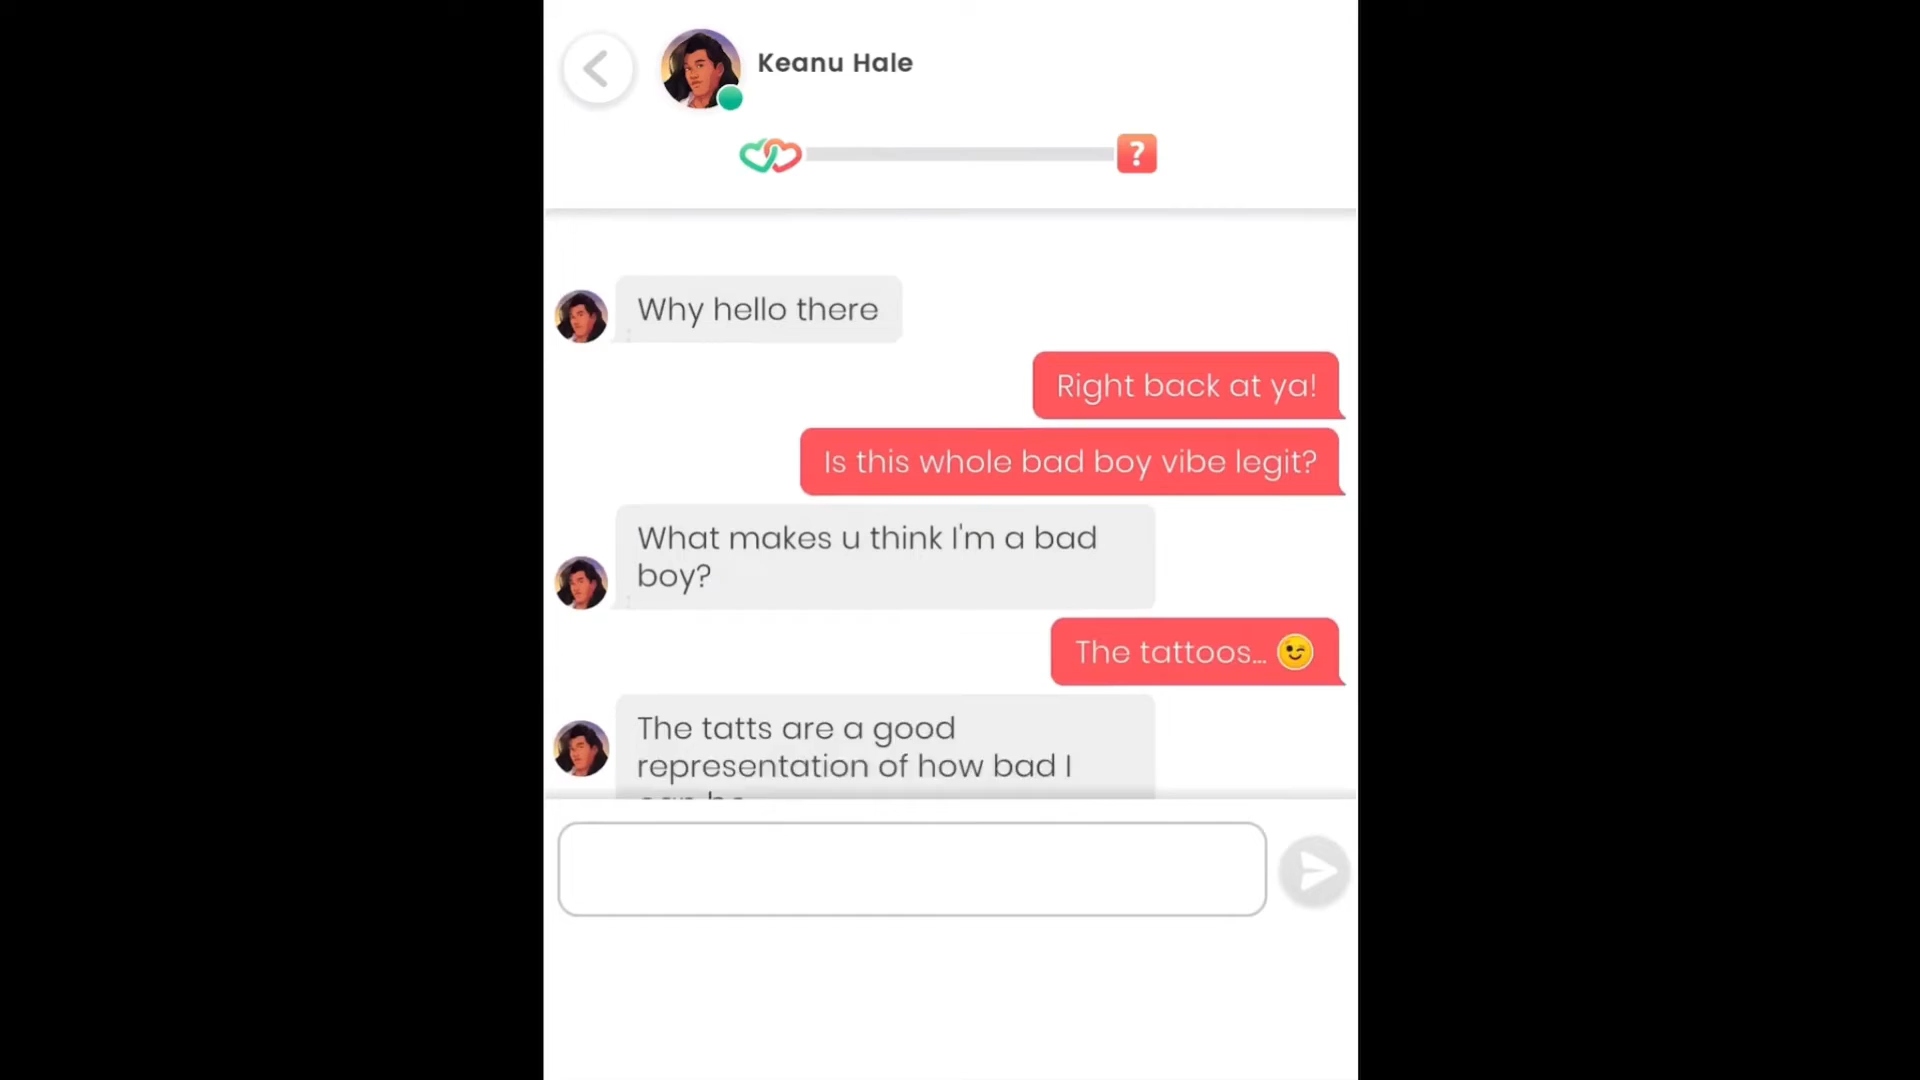 Keanu Hale
?
Why hello there
Right back at ya!
Is this whole bad boy vibe legit?
What makes u think I'm a bad
boy?
The tattoos... 😉
The tatts are a good
representation of how bad I